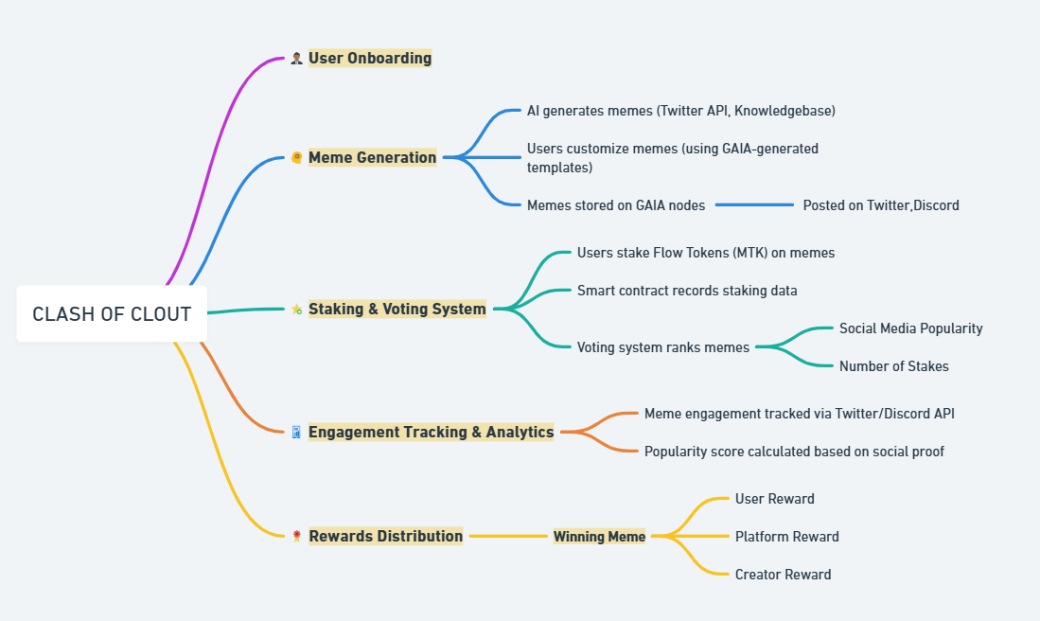 CLASH OF CLOUT
User Onboarding
Meme Generation
AI generates memes (Twitter API, Knowledgebase)
Users customize memes (using GAIA-generated
templates)
Memes stored on GAIA nodes
Posted on Twitter,Discord
Staking & Voting System
Users stake Flow Tokens (MTK) on memes
Smart contract records staking data
Voting system ranks memes
Social Media Popularity
Number of Stakes
Engagement Tracking & Analytics
Meme engagement tracked via Twitter/Discord API
Popularity score calculated based on social proof
Rewards Distribution
Winning Meme
User Reward
Platform Reward
Creator Reward